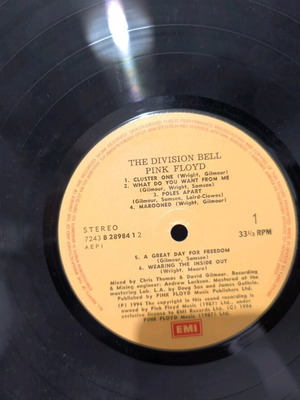 THE DIVISION BELL
PINK FLOYD
1. CLUSTER ONE (Wright, Gilmour)
2. WHAT DO YOU WANT FROM ME
(Gilmour, Wright, Samson)
3. POLES APART
(Gilmour, Samson, Laird-Clowes)
4. MAROONED (Wright, Gilmour)
STEREO
7243 8 28984 1 2
AEPI
1
33⅓ RPM
5. A GREAT DAY FOR FREEDOM
(Gilmour, Samson)
6. WEARING THE INSIDE OUT
(Wright, Moore)
Mixed by Chris Thomas & David Gilmour. Recording
& Mixing engineer: Andrew Jackson. Mastered at the
mastering Lab. L.A. by Doug Sax and James Guthrie.
Published by PINK FLOYD Music Publishers Ltd.
℗ 1994 The copyright in this sound recording is
owned by Pink Floyd Music (1987) Ltd. under
exclusive license to EMI Records Ltd. © 1994
PINK FLOYD Music (1987) Ltd.
EMI